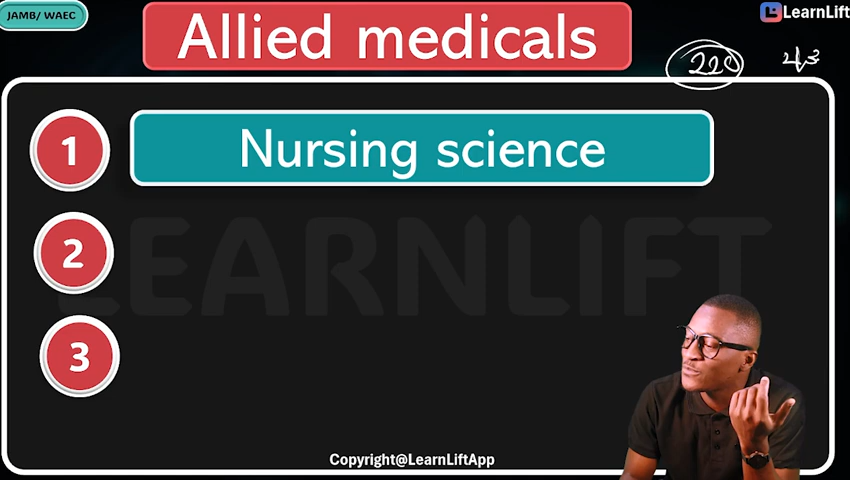 JAMB/ WAEC
Allied medicals
LearnLift
220
1
Nursing science
2
LEARNLIFT
3
Copyright@LearnLiftApp